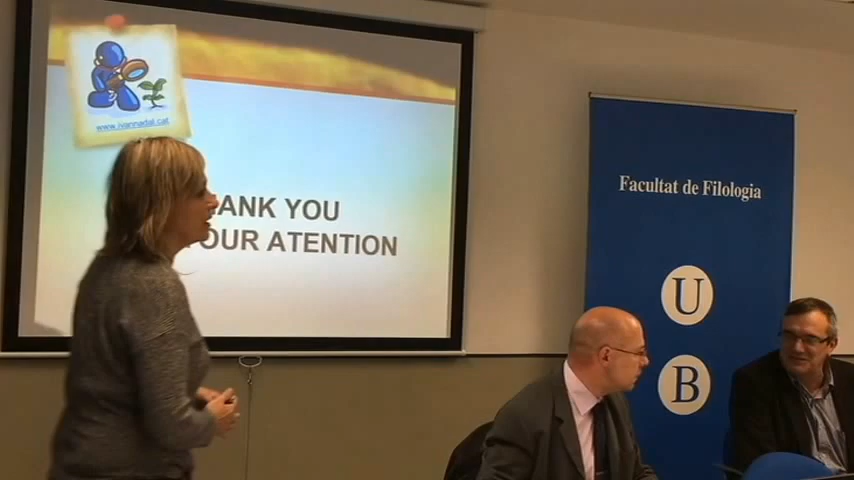 www.ivannadal.cat
ANK YOU
OUR ATENTION
Facultat de Filologia
U
B